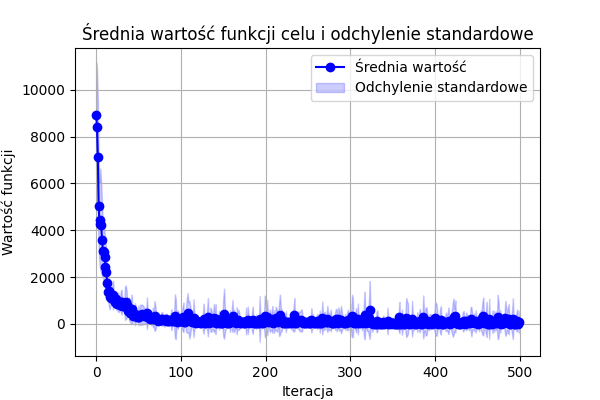 Średnia wartość funkcji celu i odchylenie standardowe
Średnia wartość
Odchylenie standardowe
Wartość funkcji
10000
8000
6000
4000
2000
0
0 100 200 300 400 500
Iteracja